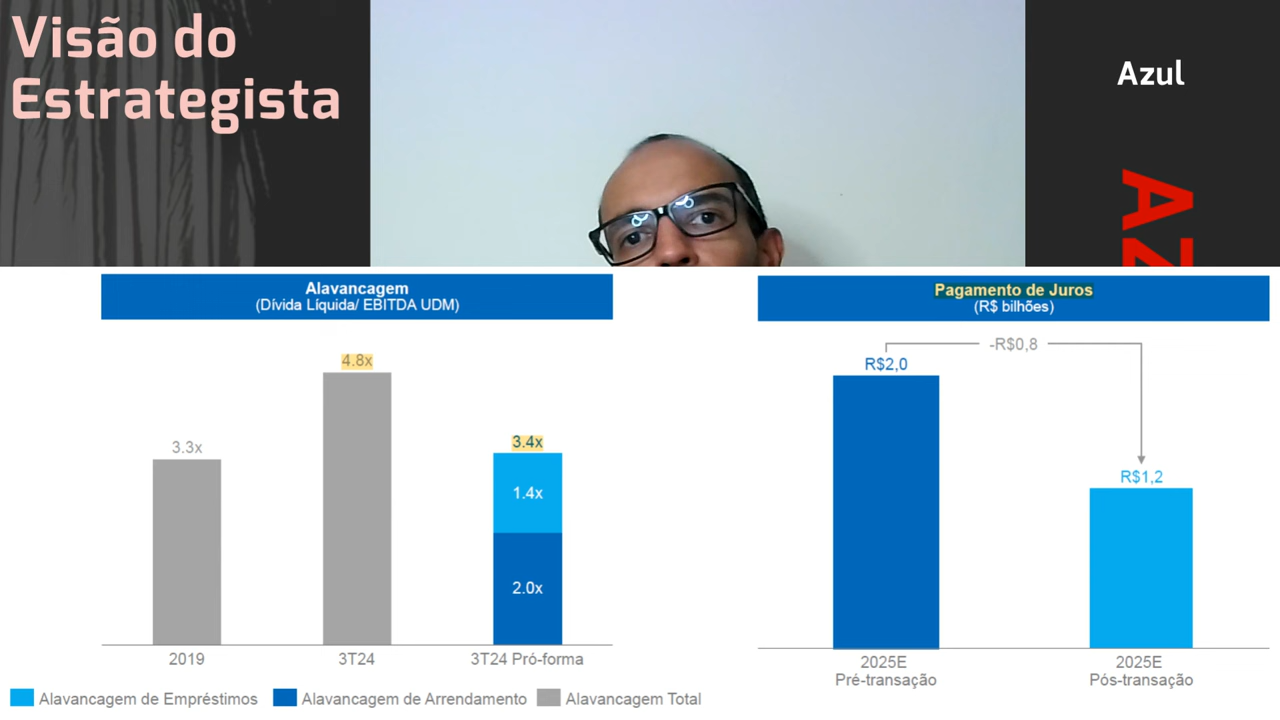 Visão do
Estrategista
Azul
AZ
Alavancagem
(Dívida Líquida/ EBITDA UDM)
3.3x
4.8x
3.4x
1.4x
2.0x
2019
3T24
3T24 Pró-forma
Alavancagem de Empréstimos
Alavancagem de Arrendamento
Alavancagem Total
Pagamento de Juros
(R$ bilhões)
-R$0,8
R$2,0
R$1,2
2025E
Pré-transação
2025E
Pós-transação